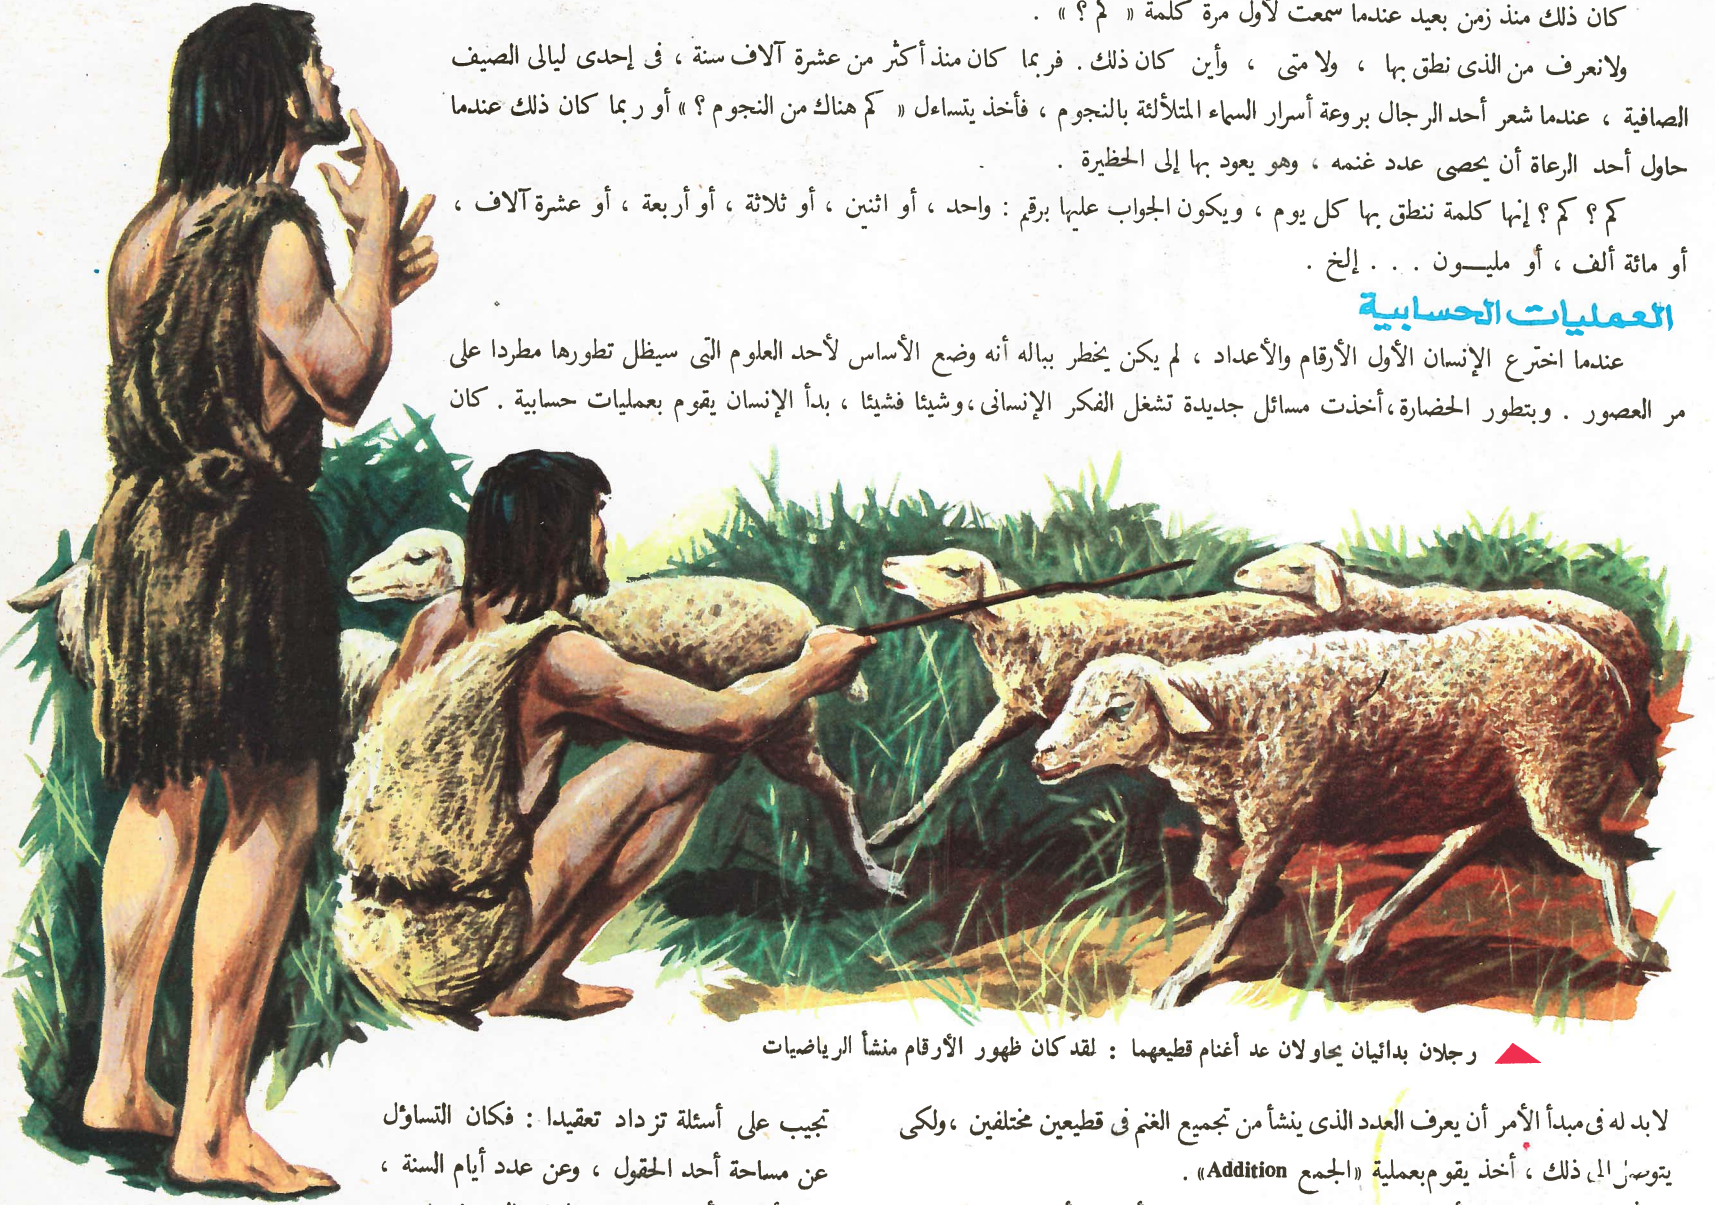 كان ذلك منذ زمن بعيد عندما سمعت لأول مرة كلمة « كم ؟ » .
ولانعرف من الذى نطق بها ، ولا متى ، وأين كان ذلك . فربما كان منذ أكثر من عشرة آلاف سنة ، فى إحدى ليالى الصيف
الصافية ، عندما شعر أحد الرجال بروعة أسرار السماء المتلألئة بالنجوم ، فأخذ يتساءل « كم هناك من النجوم ؟ » أو ربما كان ذلك عندما
حاول أحد الرعاة أن يحصى عدد غنمه ، وهو يعود بها إلى الحظيرة .
كم ؟ كم ؟ إنها كلمة ننطق بها كل يوم ، ويكون الجواب عليها برقم : واحد ، أو اثنين ، أو ثلاثة ، أو أربعة ، أو عشرة آلاف ،
أو مائة ألف ، أو مليــون . . . إلخ .
العمليات الحسابية
عندما اخترع الإنسان الأول الأرقام والأعداد ، لم يكن يخطر بباله أنه وضع الأساس لأحد العلوم التى سيظل تطورها مطردا على
مر العصور . وبتطور الحضارة ، أخذت مسائل جديدة تشغل الفكر الإنسانى ، وشيئا فشيئا ، بدأ الإنسان يقوم بعمليات حسابية . كان
رجلان بدائيان يحاولان عد أغنام قطيعهما : لقد كان ظهور الأرقام منشأ الرياضيات
لابد له فى مبدأ الأمر أن يعرف العدد الذى ينشأ من تجميع الغنم فى قطيعين مختلفين ، ولكى
يتوصل إلى ذلك ، أخذ يقوم بعملية «الجمع Addition» .
تجيب على أسئلة تزداد تعقيدا : فكان التساؤل
عن مساحة أحد الحقول ، وعن عدد أيام السنة ،